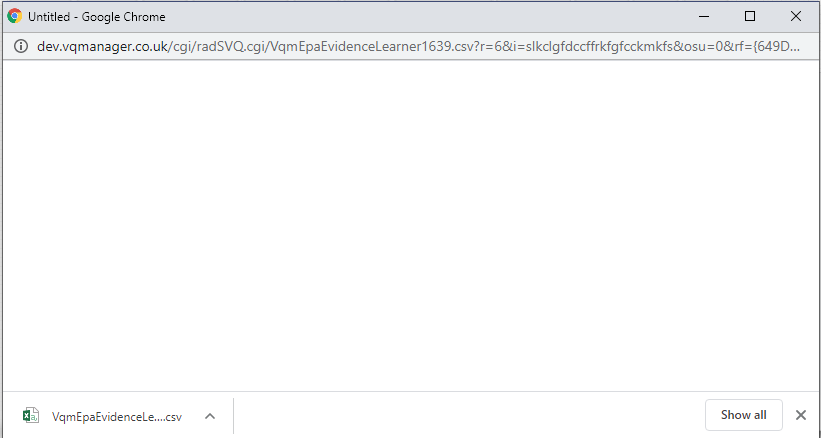 Untitled - Google Chrome
dev.vqmanager.co.uk/cgi/radSVQ.cgi/VqmEpaEvidenceLearner1639.csv?r=6&i=slkclgfdccffrkfgfcckmkfs&osu=0&rf={649D...
VqmEpaEvidenceLe....csv
Show all